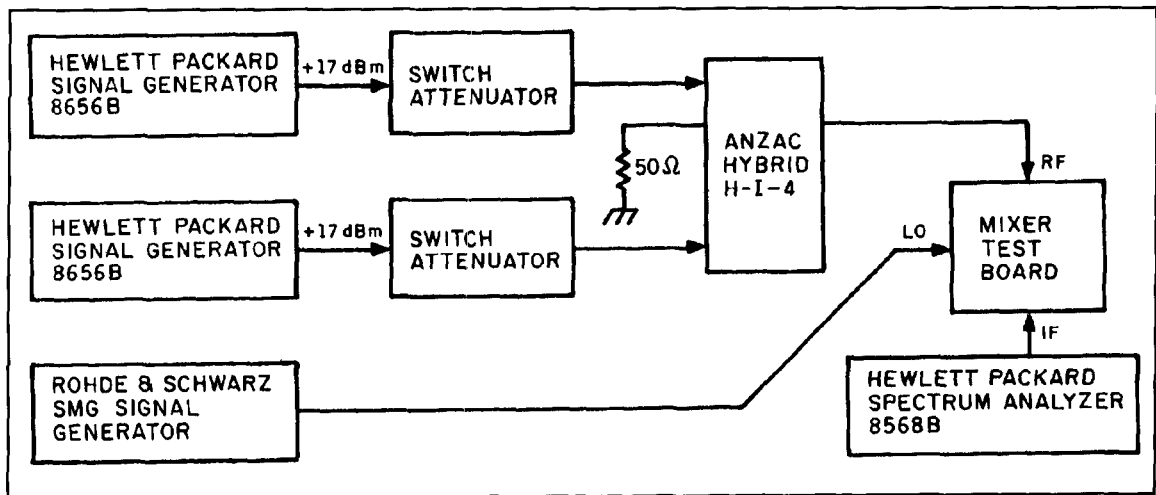 HEWLETT PACKARD
SIGNAL GENERATOR
8656B
+17 dBm
SWITCH
ATTENUATOR
50Ω
ANZAC
HYBRID
H-I-4
RF
HEWLETT PACKARD
SIGNAL GENERATOR
8656B
+17 dBm
SWITCH
ATTENUATOR
LO
MIXER
TEST
BOARD
IF
ROHDE & SCHWARZ
SMG SIGNAL
GENERATOR
HEWLETT PACKARD
SPECTRUM ANALYZER
8568B